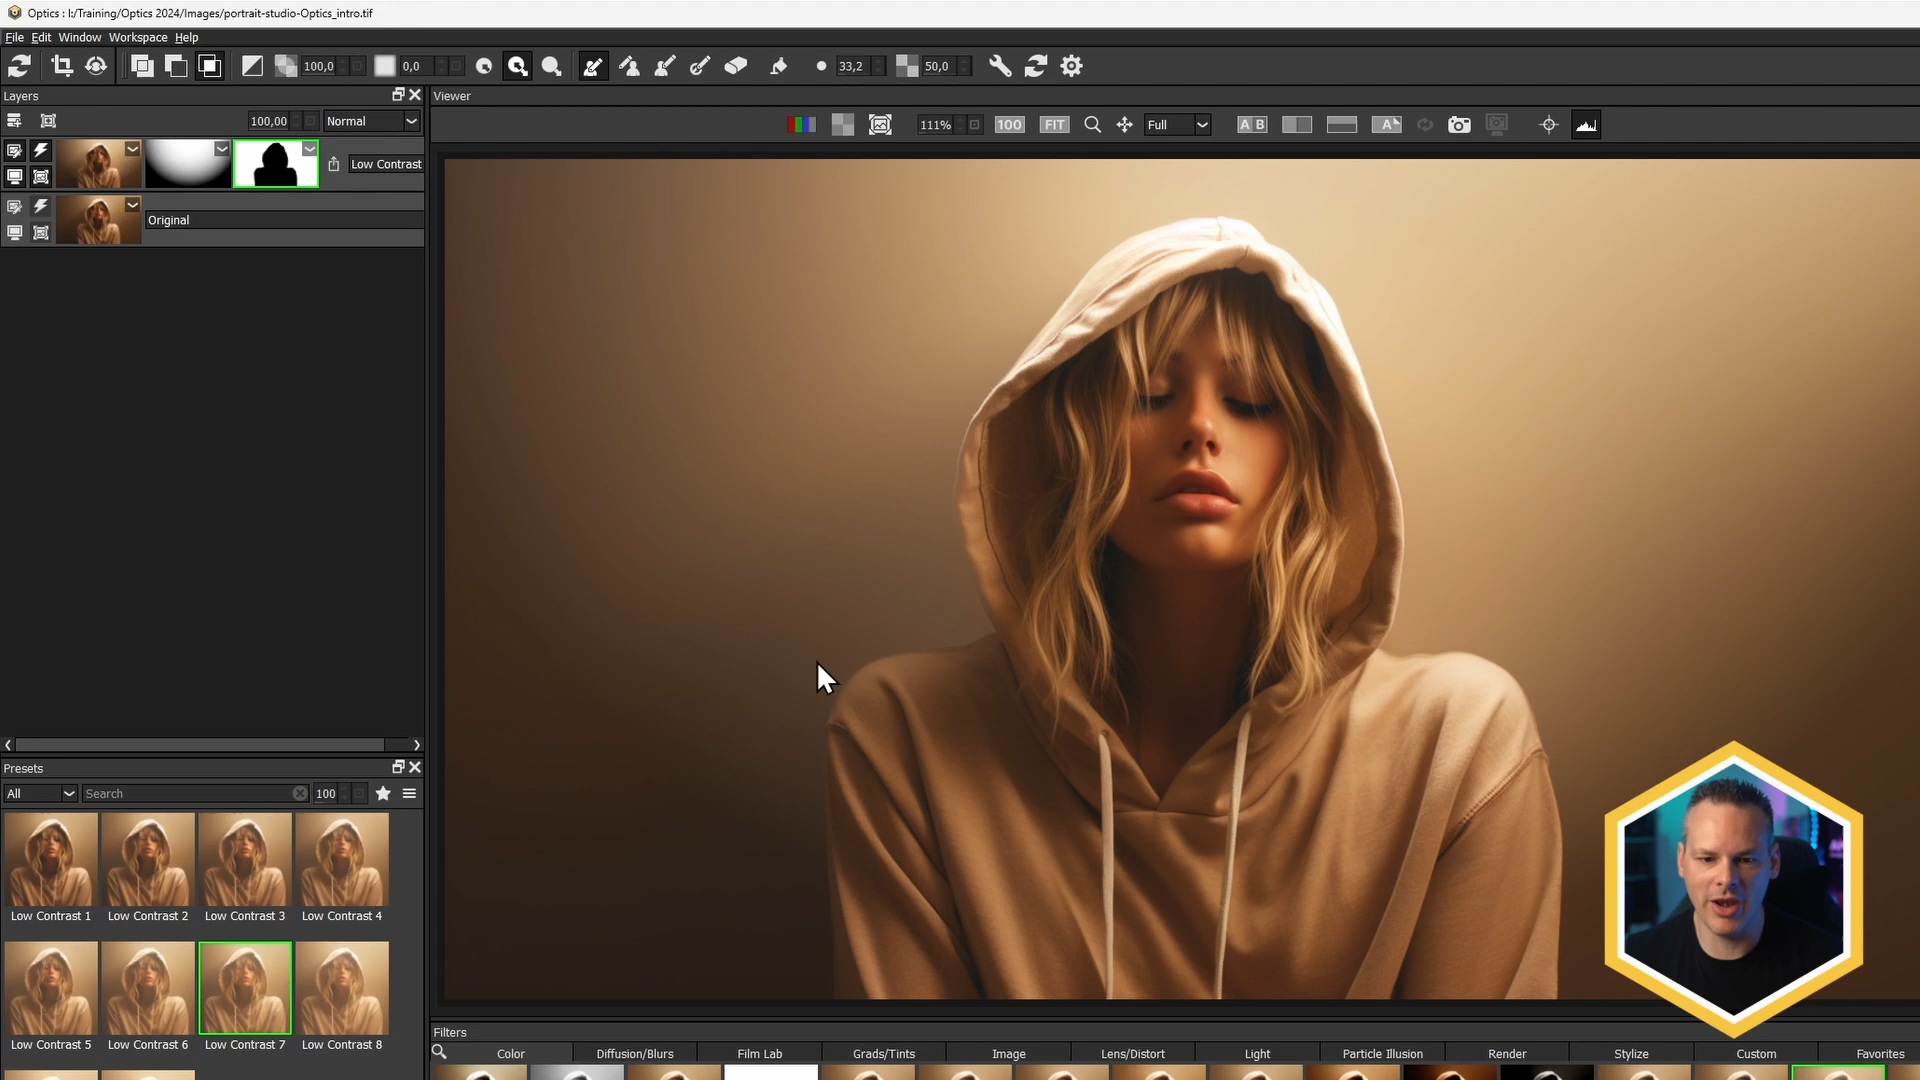 Optics : I:/Training/Optics 2024/Images/portrait-studio-Optics_intro.tif
File Edit Window Workspace Help
100,0 0,0 33,2 50,0
Layers
100,00 Normal
Low Contrast
Original
Viewer
111% 100 FIT Full A B A
Presets
All Search 100
Low Contrast 1 Low Contrast 2 Low Contrast 3 Low Contrast 4
Low Contrast 5 Low Contrast 6 Low Contrast 7 Low Contrast 8
Filters
Color Diffusion/Blurs Film Lab Grads/Tints Image Lens/Distort Light Particle Illusion Render Stylize Custom Favorites